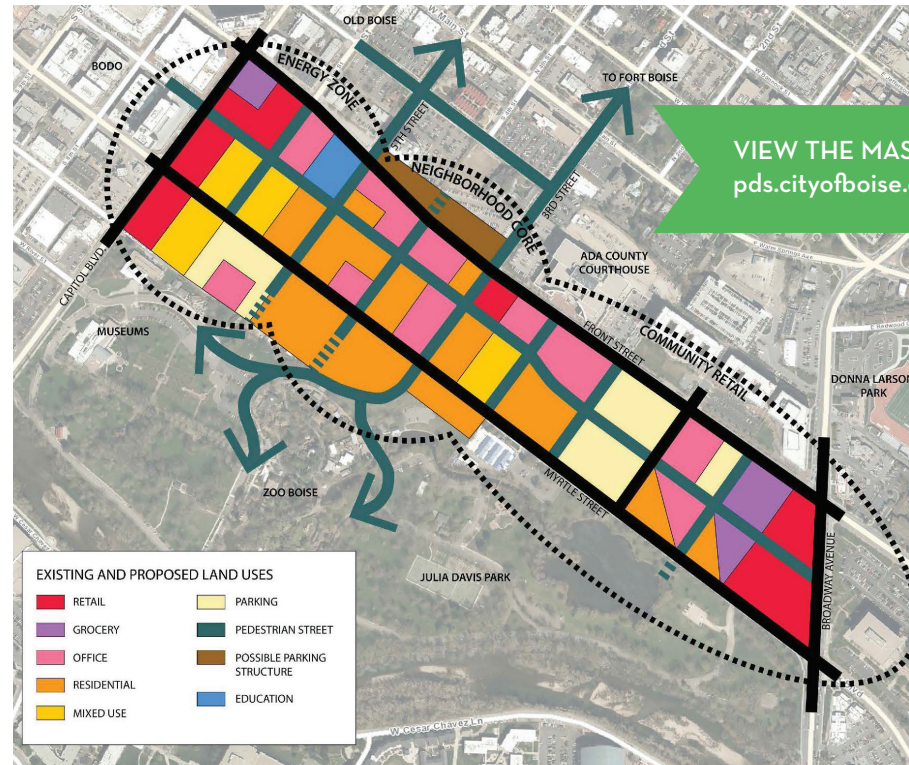 OLD BOISE
W Main St
BODO
ENERGY ZONE
TO FORT BOISE
5TH STREET
VIEW THE MAS
pds.cityofboise.
NEIGHBORHOOD CORE
3RD STREET
ADA COUNTY
COURTHOUSE
CAPITOL BLVD.
MUSEUMS
FRONT STREET
COMMUNITY RETAIL
DONNA LARSON
PARK
ZOO BOISE
MYRTLE STREET
JULIA DAVIS PARK
BROADWAY AVENUE
EXISTING AND PROPOSED LAND USES
RETAIL
GROCERY
OFFICE
RESIDENTIAL
MIXED USE
PARKING
PEDESTRIAN STREET
POSSIBLE PARKING
STRUCTURE
EDUCATION
W Cesar Chavez Ln